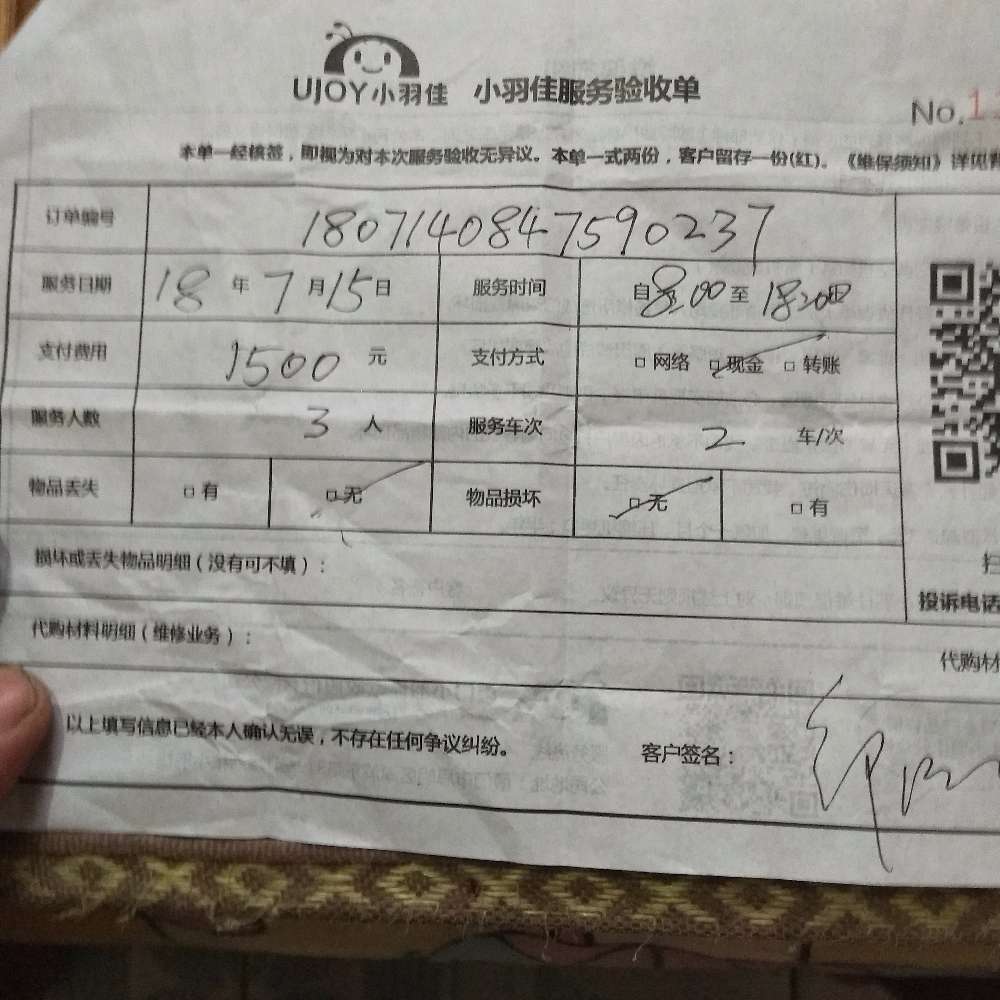 UJOY小羽佳 小羽佳服务验收单
No.1
本单一经核签，即视为对本次服务验收无异议。本单一式两份，客户留存一份(红)。《维保须知》详见
订单编号 1807140847590237
服务日期 18 年 7 月 15 日 服务时间 自 8:00 至 18:20
支付费用 1500 元 支付方式 □ 网络 □ 现金 □ 转账
服务人数 3 人 服务车次 2 车/次
物品丢失 □ 有 □ 无 物品损坏 □ 无 □ 有
损坏或丢失物品明细（没有可不填）：
投诉电话
代购材料明细（维修业务）： 代购材
以上填写信息已经本人确认无误，不存在任何争议纠纷。 客户签名：